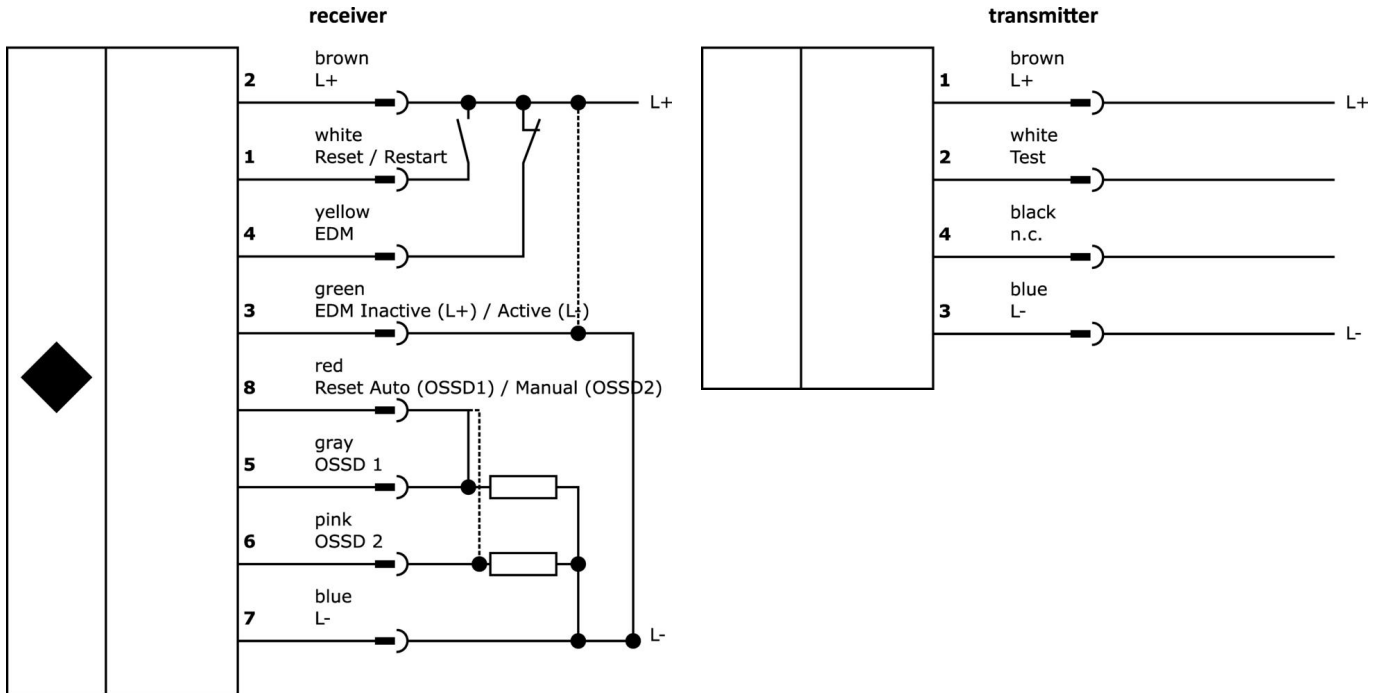 receiver
brown
2 L+
L+
white
1 Reset / Restart
yellow
4 EDM
green
3 EDM Inactive (L+) / Active (L-)
red
8 Reset Auto (OSSD1) / Manual (OSSD2)
gray
5 OSSD 1
pink
6 OSSD 2
blue
7 L-
L-
transmitter
brown
1 L+
L+
white
2 Test
black
4 n.c.
blue
3 L-
L-